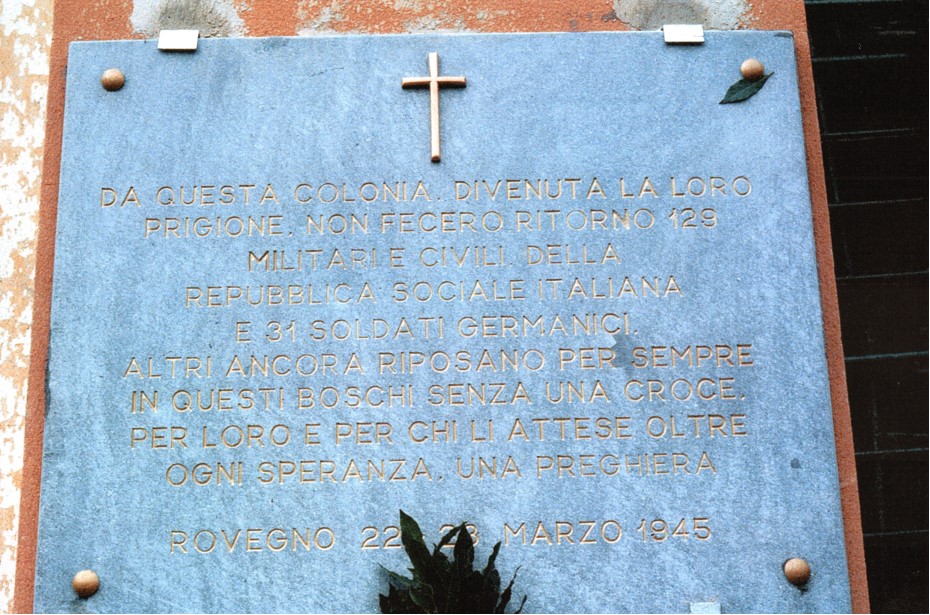 DA QUESTA COLONIA, DIVENUTA LA LORO
PRIGIONE, NON FECERO RITORNO 129
MILITARI E CIVILI DELLA
REPUBBLICA SOCIALE ITALIANA
E 31 SOLDATI GERMANICI.
ALTRI ANCORA RIPOSANO PER SEMPRE
IN QUESTI BOSCHI SENZA UNA CROCE.
PER LORO E PER CHI LI ATTESE OLTRE
OGNI SPERANZA, UNA PREGHIERA
ROVEGNO 22-23 MARZO 1945